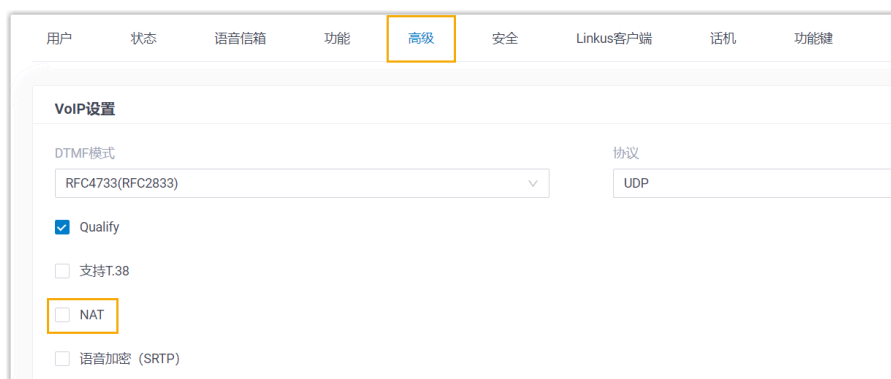 用户 状态 语音信箱 功能 高级 安全 Linkus客户端 话机 功能键
VoIP设置
DTMF模式 协议
RFC4733(RFC2833) UDP
Qualify
支持T.38
NAT
语音加密（SRTP）